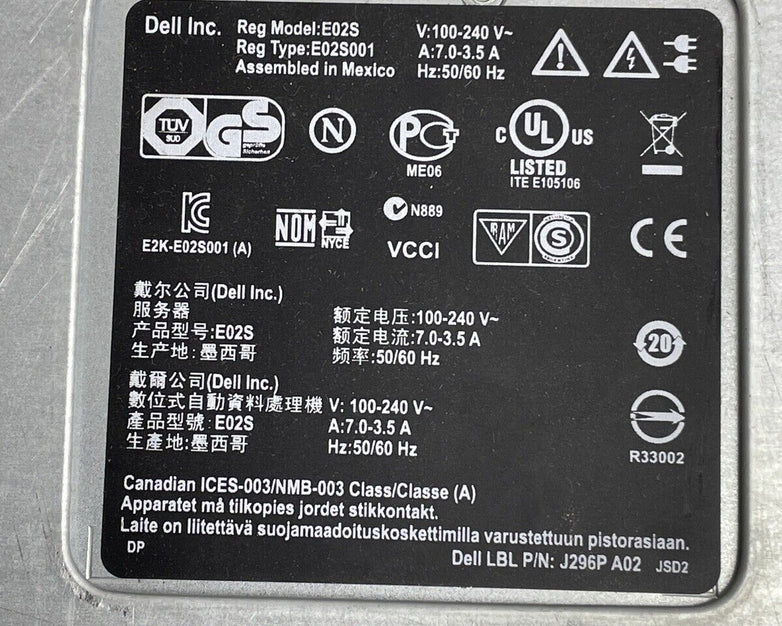 Dell Inc. Reg Model:E02S V:100-240 V~
Reg Type:E02S001 A:7.0-3.5 A
Assembled in Mexico Hz:50/60 Hz
TÜV SÜD GS geprüfte Sicherheit
N
PCT
ME06
C UL US
LISTED
ITE E105106
E2K-E02S001 (A)
NOM NYCE
N889
VCCI
RAM S
CE
戴尔公司(Dell Inc.)
服务器
产品型号:E02S
生产地:墨西哥
额定电压:100-240 V~
额定电流:7.0-3.5 A
频率:50/60 Hz
20
戴爾公司(Dell Inc.)
數位式自動資料處理機 V: 100-240 V~
產品型號: E02S A:7.0-3.5 A
生產地:墨西哥 Hz:50/60 Hz
R33002
Canadian ICES-003/NMB-003 Class/Classe (A)
Apparatet må tilkopies jordet stikkontakt.
Laite on liitettävä suojamaadoituskoskettimilla varustettuun pistorasiaan.
DP
Dell LBL P/N: J296P A02 JSD2